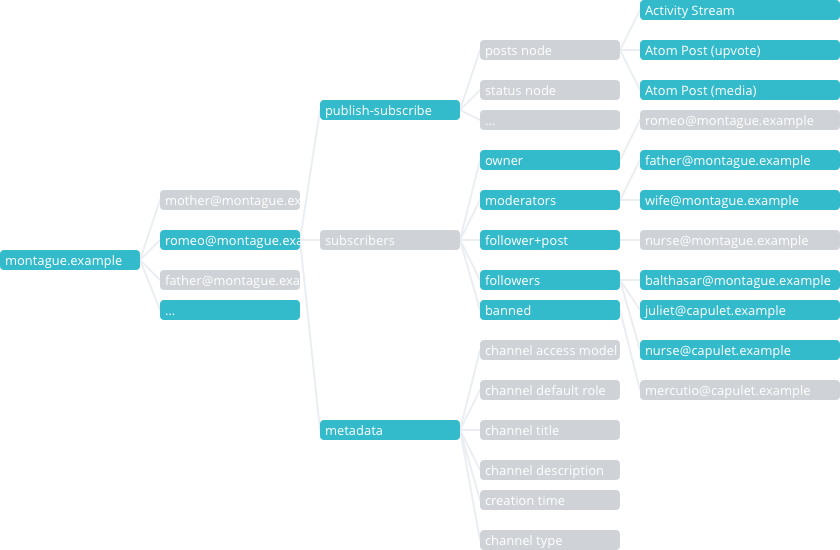 montague.example
mother@montague.ex
romeo@montague.exa
father@montague.exa
...
publish-subscribe
subscribers
metadata
posts node
status node
...
owner
moderators
follower+post
followers
banned
channel access model
channel default role
channel title
channel description
creation time
channel type
Activity Stream
Atom Post (upvote)
Atom Post (media)
romeo@montague.example
father@montague.example
wife@montague.example
nurse@montague.example
balthasar@montague.example
juliet@capulet.example
nurse@capulet.example
mercutio@capulet.example